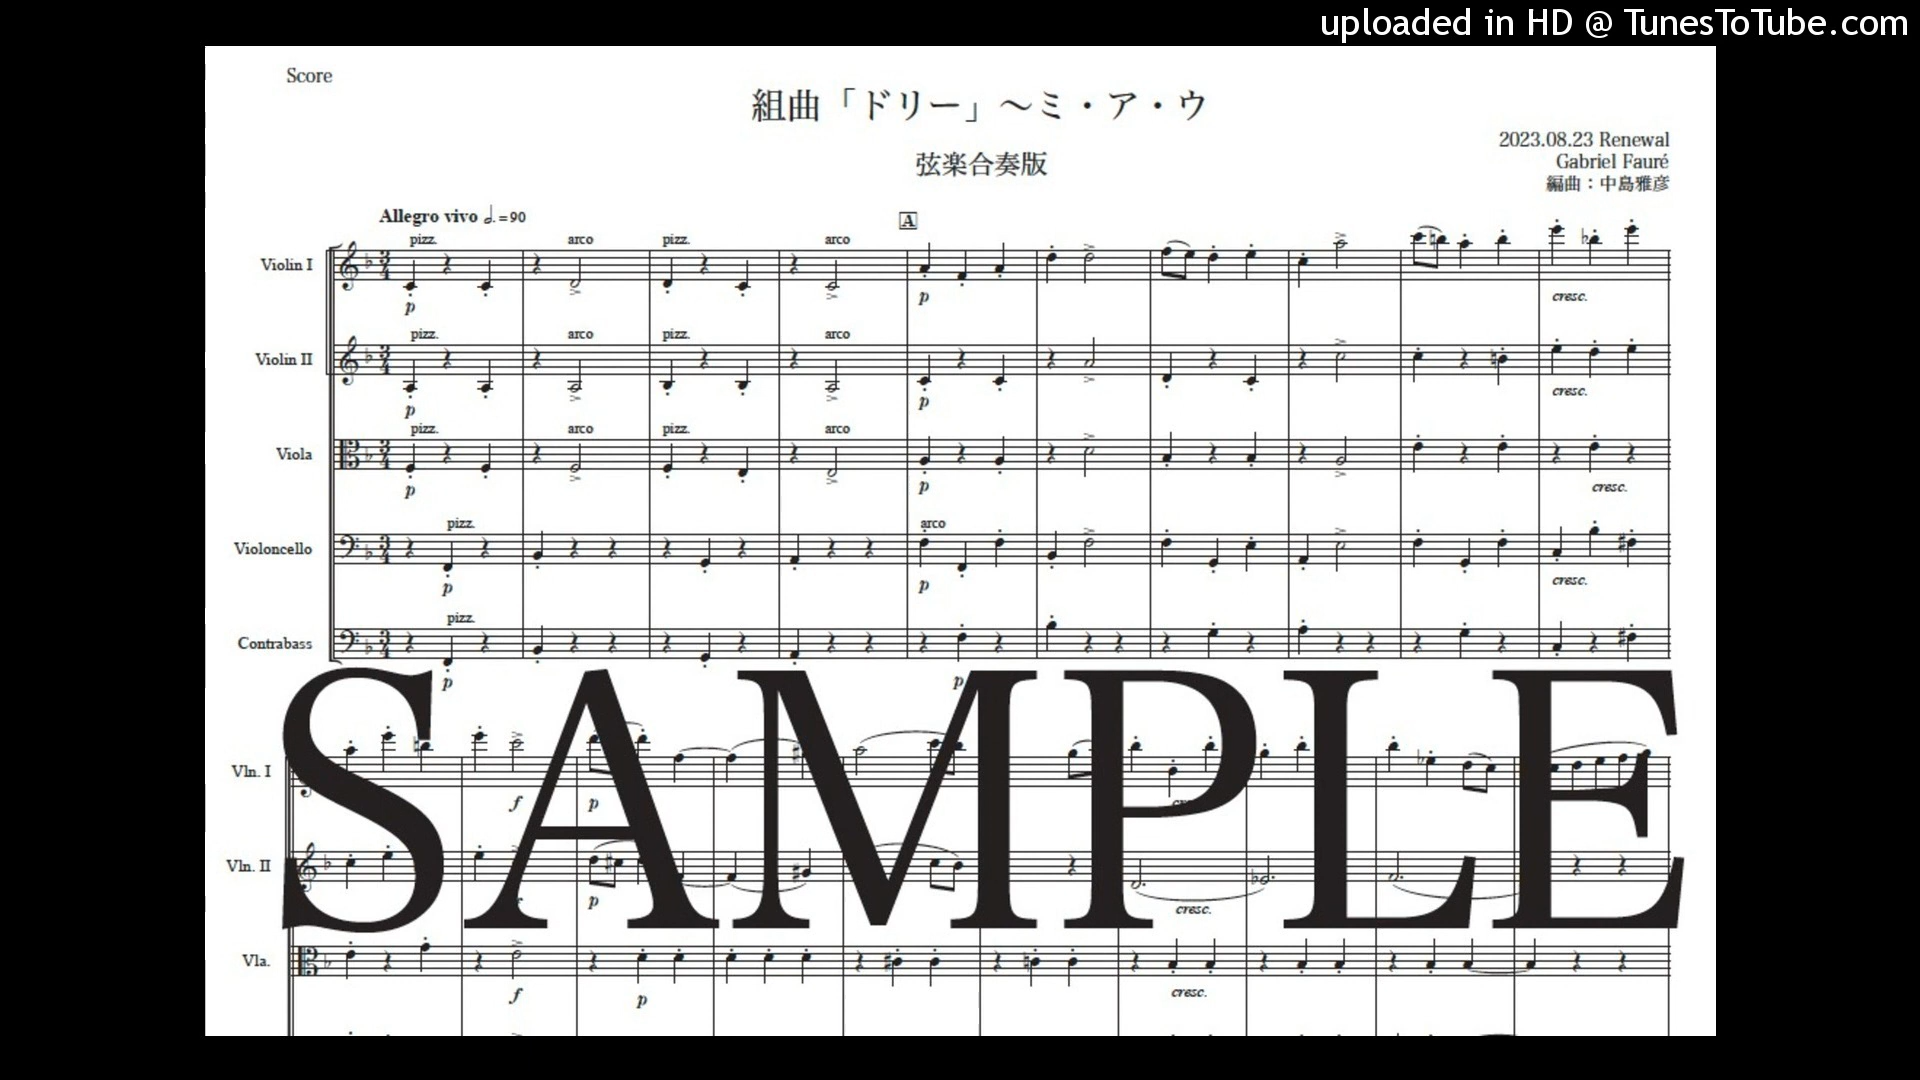 uploaded in HD @ TunesToTube.com
Score
組曲「ドリー」～ミ・ア・ウ
弦楽合奏版
2023.08.23 Renewal
Gabriel Fauré
編曲：中島雅彦
Allegro vivo 𝅗𝅥. = 90
A
pizz. arco pizz. arco
Violin I
p p cresc.
pizz. arco pizz. arco
Violin II
p p cresc.
pizz. arco pizz. arco
Viola
p p cresc.
pizz. arco
Violoncello
p p cresc.
pizz.
Contrabass
p p
SAMPLE
Vln. I
f p
Vln. II
p cresc.
Vla.
f p cresc.